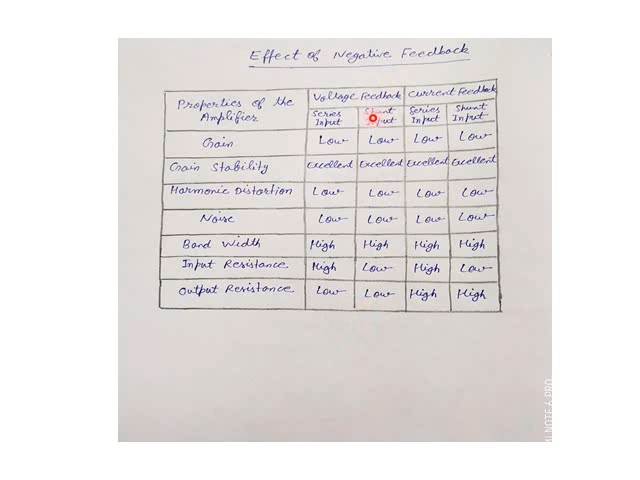 Effect of Negative Feedback
Properties of the Amplifier | Voltage Feedback | Current Feedback
Series Input | Shunt Input | Series Input | Shunt Input
Gain | Low | Low | Low | Low
Gain Stability | Excellent | Excellent | Excellent | Excellent
Harmonic Distortion | Low | Low | Low | Low
Noise | Low | Low | Low | Low
Band Width | High | High | High | High
Input Resistance | High | Low | High | Low
Output Resistance | Low | Low | High | High